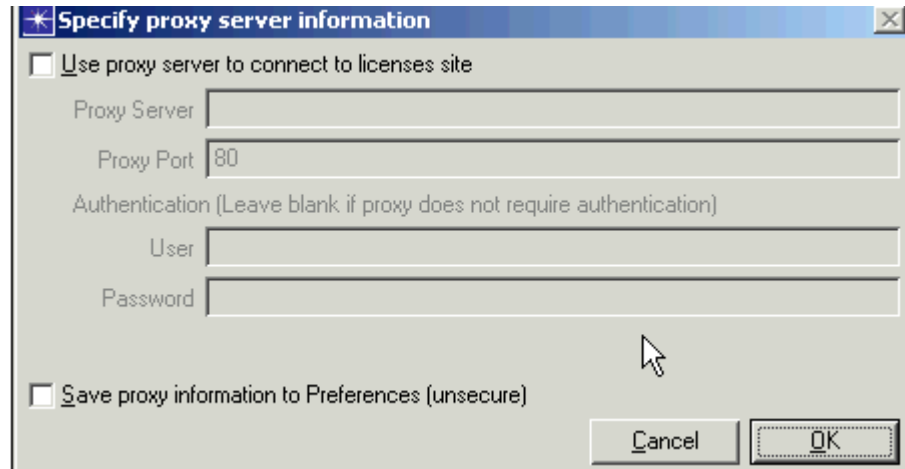 Specify proxy server information
Use proxy server to connect to licenses site
Proxy Server
Proxy Port 80
Authentication (Leave blank if proxy does not require authentication)
User
Password
Save proxy information to Preferences (unsecure)
Cancel OK